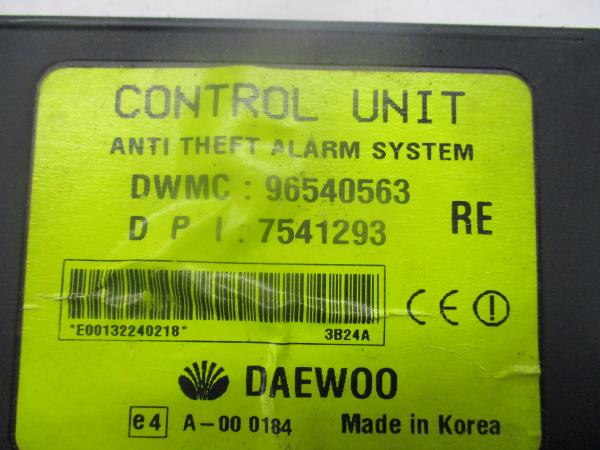 CONTROL UNIT
ANTI THEFT ALARM SYSTEM
DWMC : 96540563
D P I : 7541293
RE
*E00132240218* 3B24A
CE
DAEWOO
e4 A-00 0184 Made in Korea